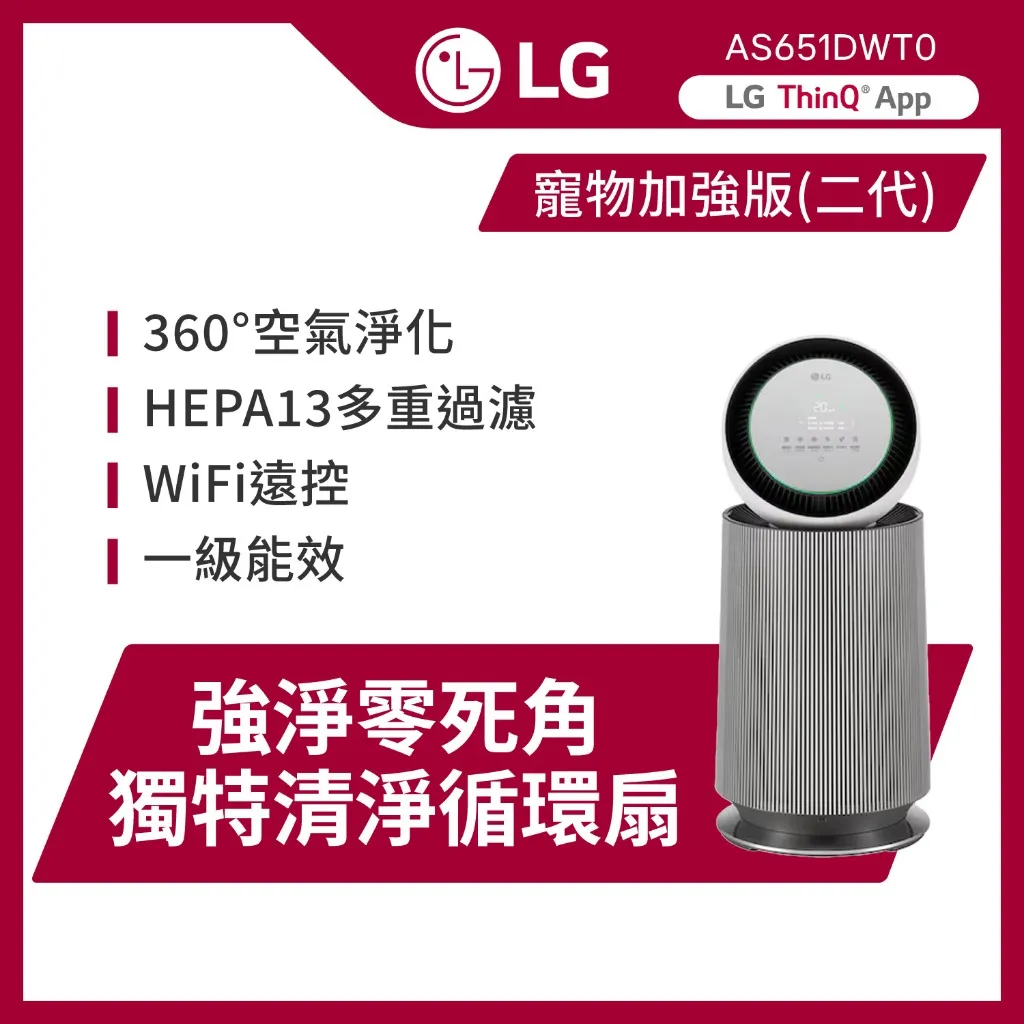 LG
AS651DWT0
LG ThinQ® App
寵物加強版(二代)
360°空氣淨化
HEPA13多重過濾
WiFi遠控
一級能效
LG
強淨零死角
獨特清淨循環扇